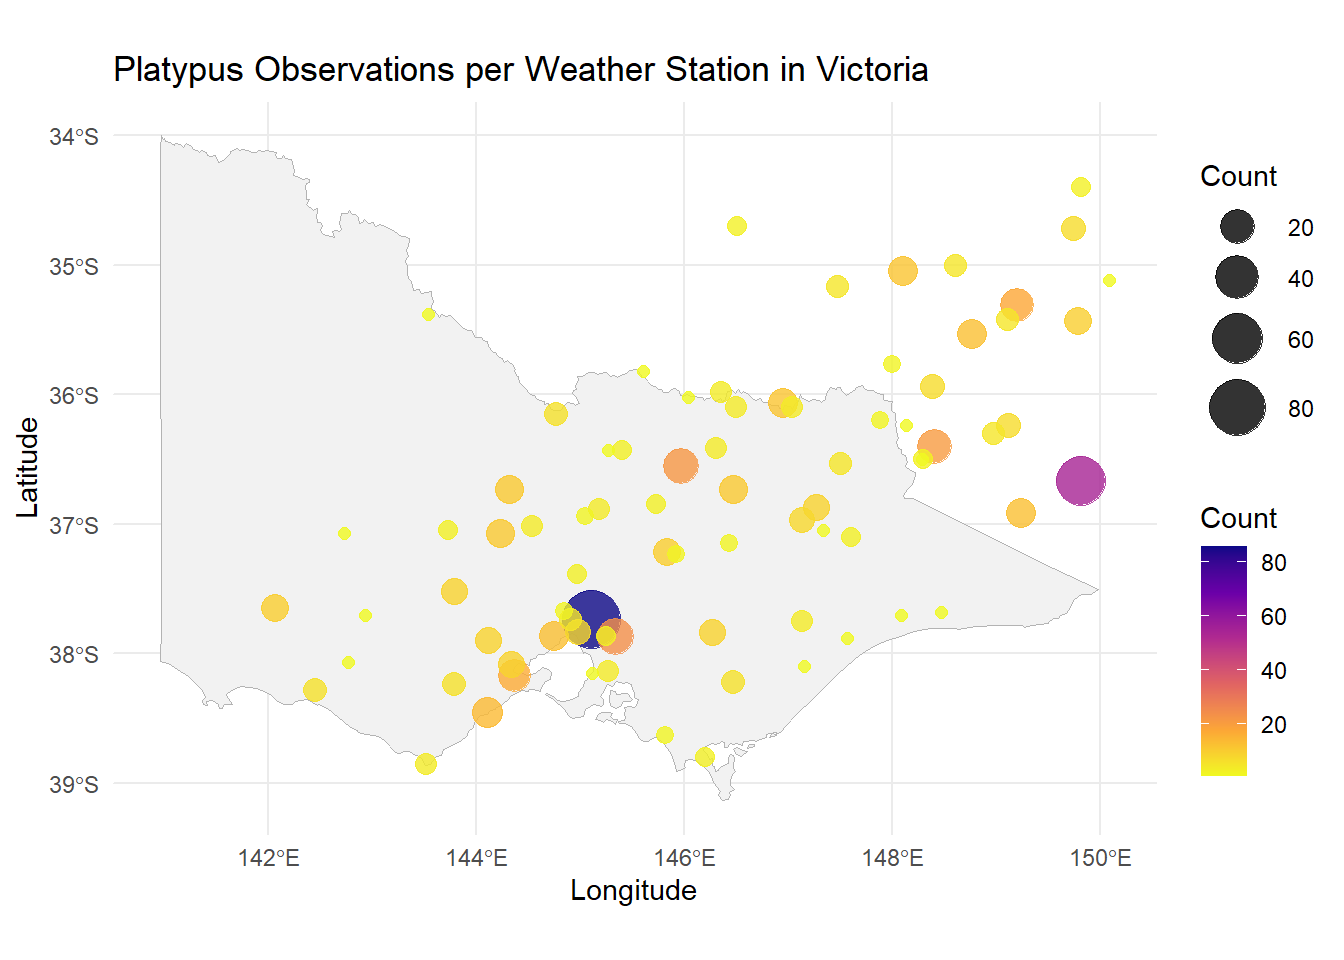 Platypus Observations per Weather Station in Victoria
34°S
35°S
36°S
37°S
38°S
39°S
Latitude
142°E
144°E
146°E
148°E
150°E
Longitude
Count
20
40
60
80
Count
80
60
40
20